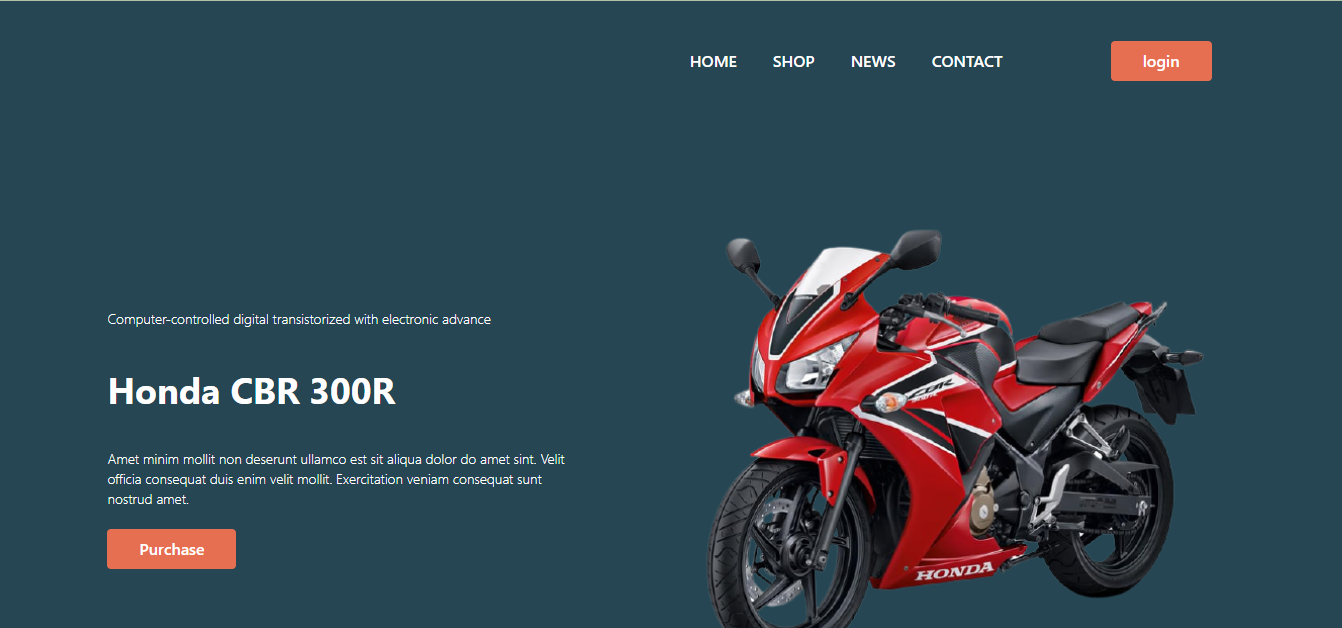 HOME SHOP NEWS CONTACT login
Computer-controlled digital transistorized with electronic advance
Honda CBR 300R
Amet minim mollit non deserunt ullamco est sit aliqua dolor do amet sint. Velit
officia consequat duis enim velit mollit. Exercitation veniam consequat sunt
nostrud amet.
Purchase
CBR
HONDA